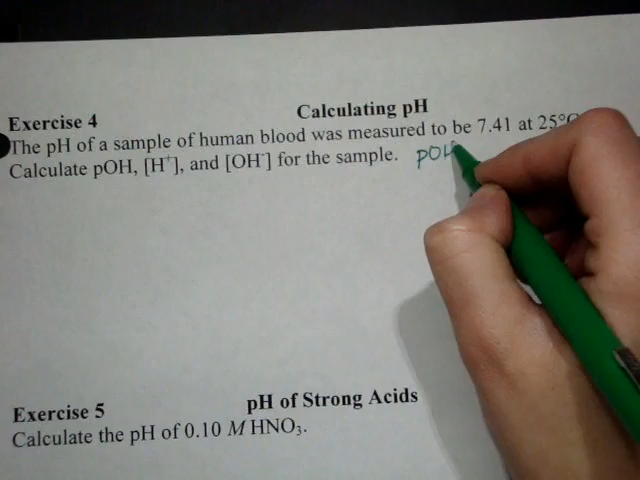 Exercise 4
Calculating pH
The pH of a sample of human blood was measured to be 7.41 at 25°C
Calculate pOH, [H⁺], and [OH⁻] for the sample. pOH
Exercise 5
pH of Strong Acids
Calculate the pH of 0.10 M HNO₃.